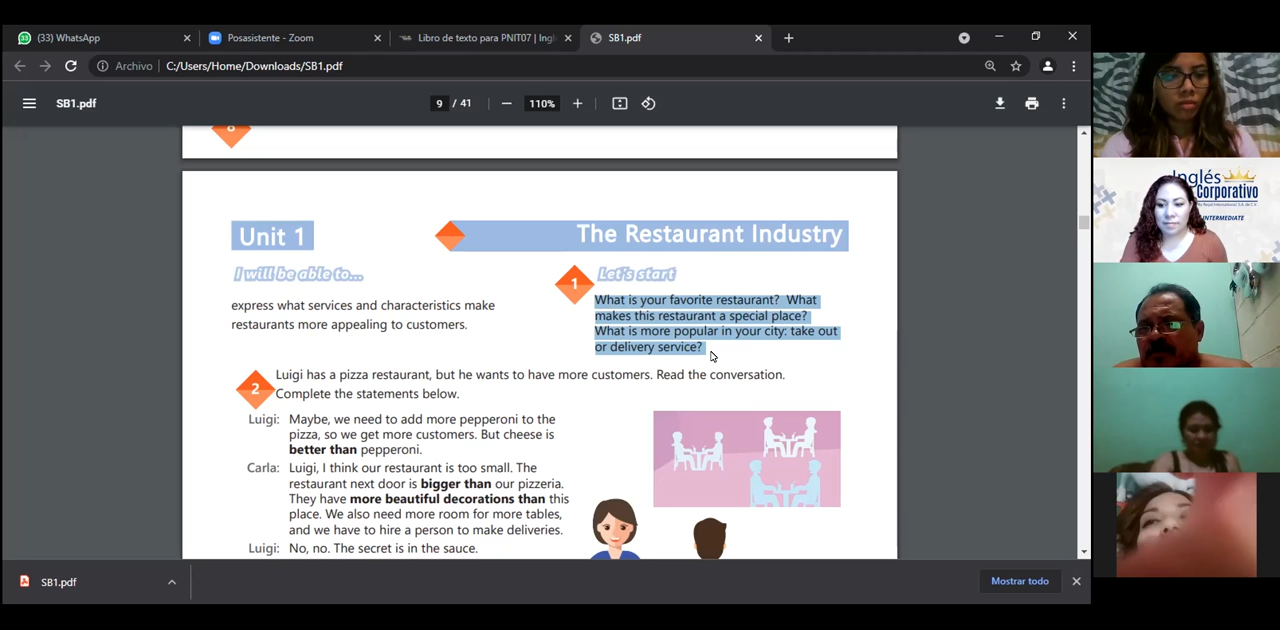 (33) WhatsApp
Posasistente - Zoom
Libro de texto para PNIT07 | Ingl
SB1.pdf
Archivo
C:/Users/Home/Downloads/SB1.pdf
SB1.pdf
9 / 41
110%
Unit 1
The Restaurant Industry
I will be able to...
express what services and characteristics make
restaurants more appealing to customers.
1
Let's start
What is your favorite restaurant? What
makes this restaurant a special place?
What is more popular in your city: take out
or delivery service?
2
Luigi has a pizza restaurant, but he wants to have more customers. Read the conversation.
Complete the statements below.
Luigi: Maybe, we need to add more pepperoni to the
pizza, so we get more customers. But cheese is
better than pepperoni.
Carla: Luigi, I think our restaurant is too small. The
restaurant next door is bigger than our pizzeria.
They have more beautiful decorations than this
place. We also need more room for more tables,
and we have to hire a person to make deliveries.
Luigi: No, no. The secret is in the sauce.
SB1.pdf
Mostrar todo
Inglés
Corporativo
INTERMEDIATE